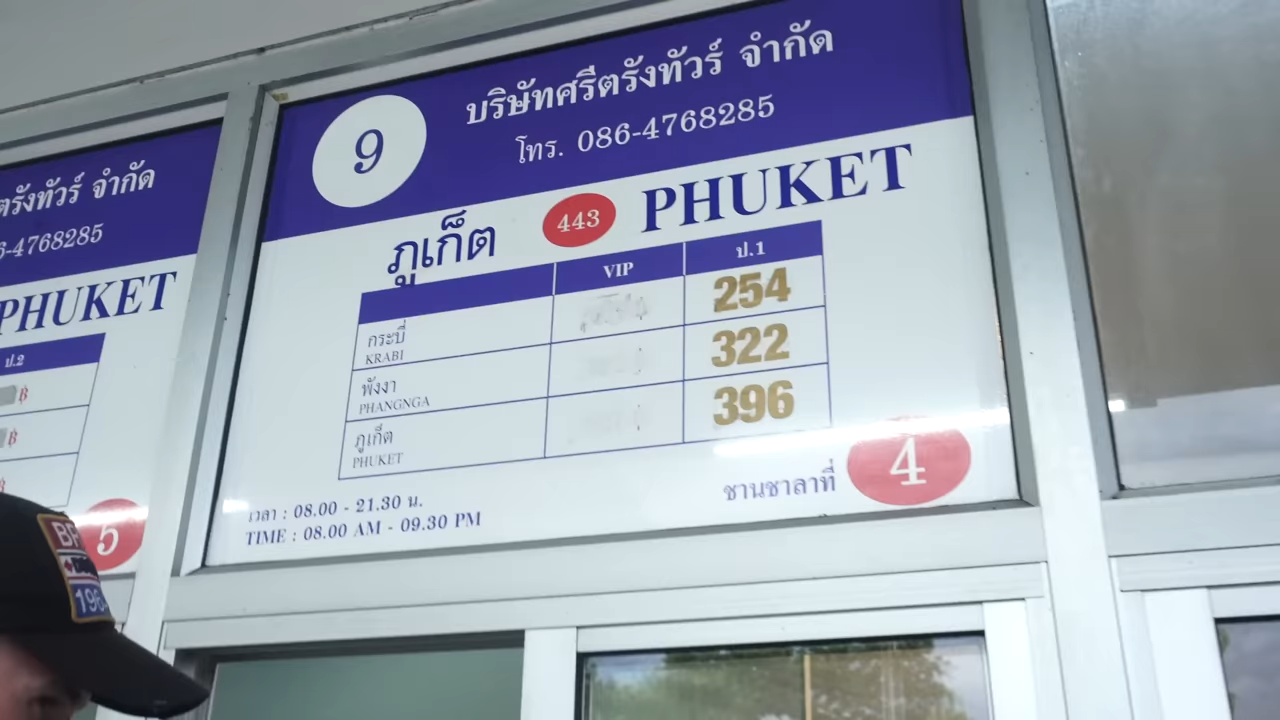 ตรังทัวร์ จำกัด
6-4768285
PHUKET
ป.2
฿
฿
5
9
บริษัทศรีตรังทัวร์ จำกัด
โทร. 086-4768285
ภูเก็ต 443 PHUKET
VIP ป.1
กระบี่ 254
KRABI
พังงา 322
PHANGNGA
ภูเก็ต 396
PHUKET
ชานชาลาที่ 4
เวลา : 08.00 - 21.30 น.
TIME : 08.00 AM - 09.30 PM